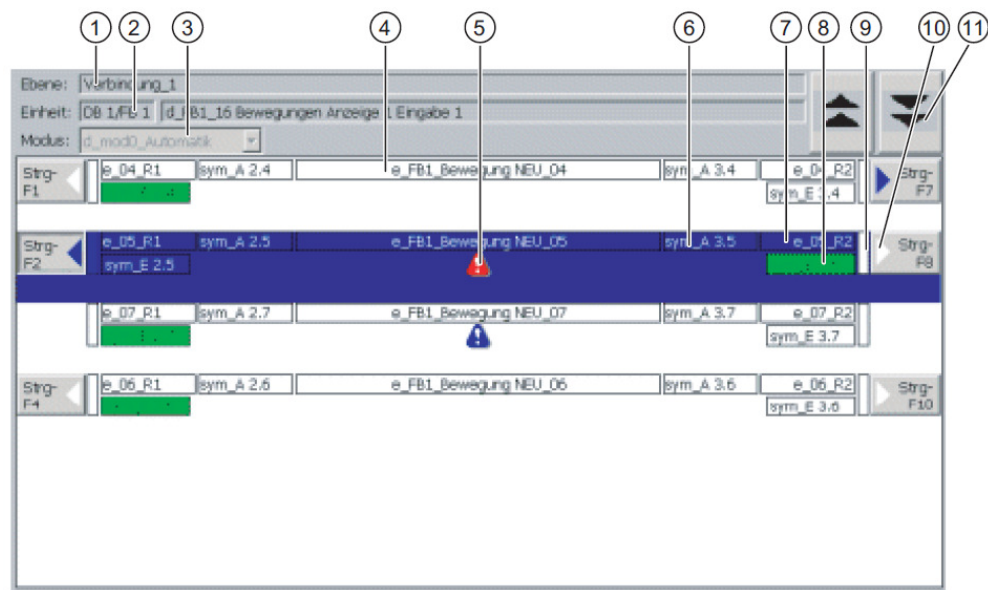 1 2 3 4 5 6 7 8 9 10 11
Ebene: Verbindung_1
Einheit: DB 1/FB 1 d_FB1_16 Bewegungen Anzeige 1 Eingabe 1
Modus: d_mod0_Automatik
Strg-F1 e_04_R1 sym_A 2.4 e_FB1_Bewegung NEU_04 sym_A 3.4 e_04_R2 Strg-F7
sym_E 3.4
Strg-F2 e_05_R1 sym_A 2.5 e_FB1_Bewegung NEU_05 sym_A 3.5 e_05_R2 Strg-F8
sym_E 2.5
e_07_R1 sym_A 2.7 e_FB1_Bewegung NEU_07 sym_A 3.7 e_07_R2
sym_E 3.7
Strg-F4 e_06_R1 sym_A 2.6 e_FB1_Bewegung NEU_06 sym_A 3.6 e_06_R2 Strg-F10
sym_E 3.6